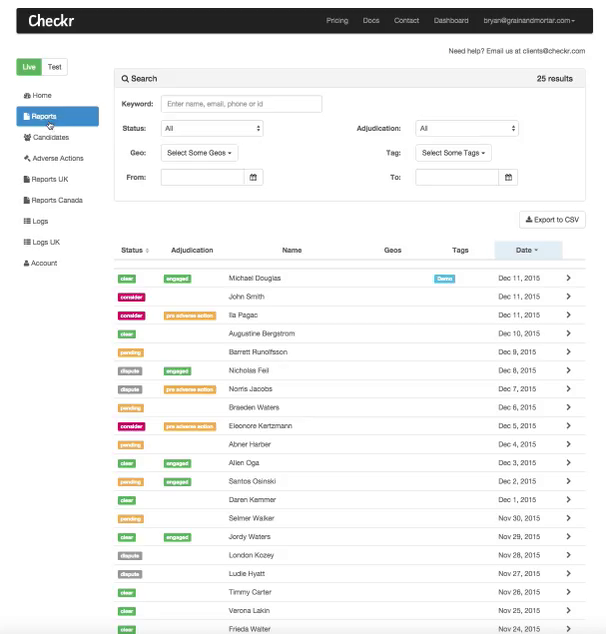 Checkr
Pricing Docs Contact Dashboard bryan@grainandmortar.com
Need help? Email us at clients@checkr.com
Live Test
Home
Reports
Candidates
Adverse Actions
Reports UK
Reports Canada
Logs
Logs UK
Account
Search 25 results
Keyword: Enter name, email, phone or id
Status: All Adjudication: All
Geo: Select Some Geos Tag: Select Some Tags
From: To:
Export to CSV
Status Adjudication Name Geos Tags Date
clear engaged Michael Douglas Demo Dec 11, 2015
consider John Smith Dec 11, 2015
consider pre adverse action Ila Pagac Dec 11, 2015
clear Augustine Bergstrom Dec 10, 2015
pending Barrett Runolfsson Dec 9, 2015
dispute engaged Nicholas Feil Dec 8, 2015
dispute pre adverse action Norris Jacobs Dec 7, 2015
pending Braeden Waters Dec 6, 2015
consider pre adverse action Eleonore Kertzmann Dec 5, 2015
pending Abner Harber Dec 4, 2015
clear engaged Allen Oga Dec 3, 2015
pending engaged Santos Osinski Dec 2, 2015
clear Daren Kemmer Dec 1, 2015
pending Selmer Walker Nov 30, 2015
clear engaged Jordy Waters Nov 29, 2015
dispute London Kozey Nov 28, 2015
dispute Ludie Hyatt Nov 27, 2015
clear Timmy Carter Nov 26, 2015
clear Verona Lakin Nov 25, 2015
clear Frieda Walter Nov 24, 2015